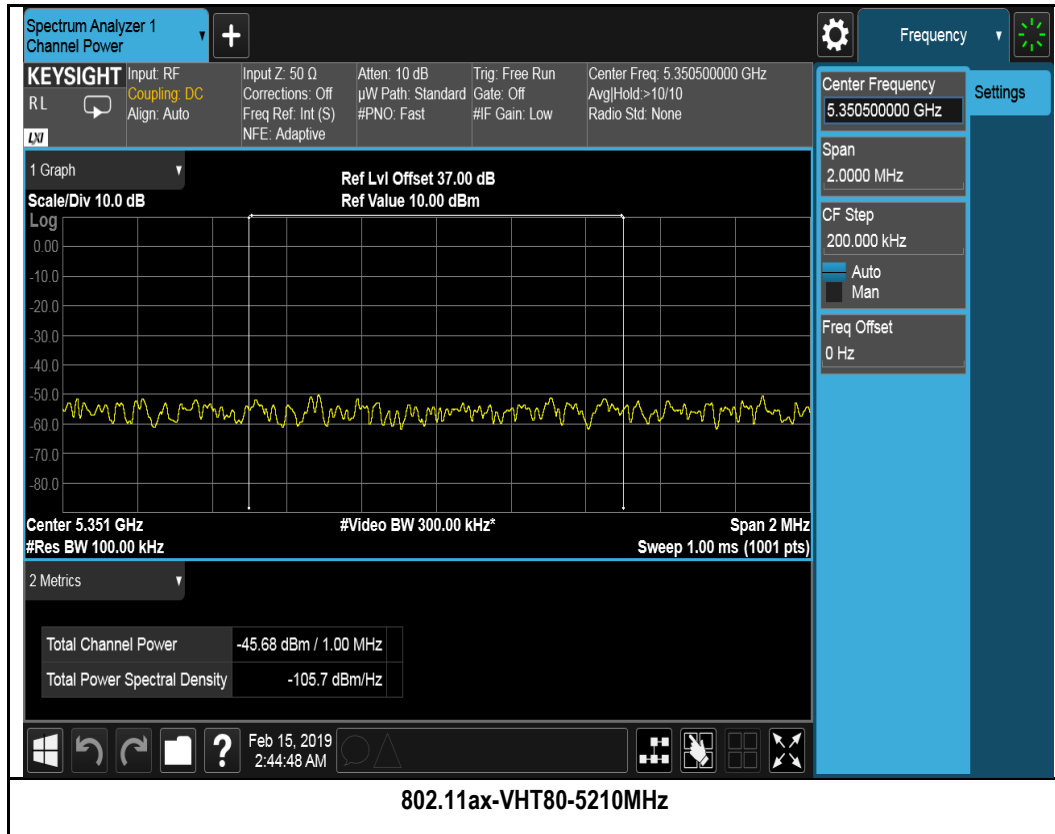 Spectrum Analyzer 1
Channel Power
+
Frequency
KEYSIGHT
RL
LXI
Input: RF
Coupling: DC
Align: Auto
Input Z: 50 Ω
Corrections: Off
Freq Ref: Int (S)
NFE: Adaptive
Atten: 10 dB
µW Path: Standard
#PNO: Fast
Trig: Free Run
Gate: Off
#IF Gain: Low
Center Freq: 5.350500000 GHz
Avg|Hold:>10/10
Radio Std: None
Center Frequency
5.350500000 GHz
Settings
Span
2.0000 MHz
CF Step
200.000 kHz
Auto
Man
Freq Offset
0 Hz
1 Graph
Scale/Div 10.0 dB
Ref Lvl Offset 37.00 dB
Ref Value 10.00 dBm
Log
0.00
-10.0
-20.0
-30.0
-40.0
-50.0
-60.0
-70.0
-80.0
Center 5.351 GHz
#Video BW 300.00 kHz*
Span 2 MHz
#Res BW 100.00 kHz
Sweep 1.00 ms (1001 pts)
2 Metrics
Total Channel Power -45.68 dBm / 1.00 MHz
Total Power Spectral Density -105.7 dBm/Hz
?
Feb 15, 2019
2:44:48 AM
802.11ax-VHT80-5210MHz